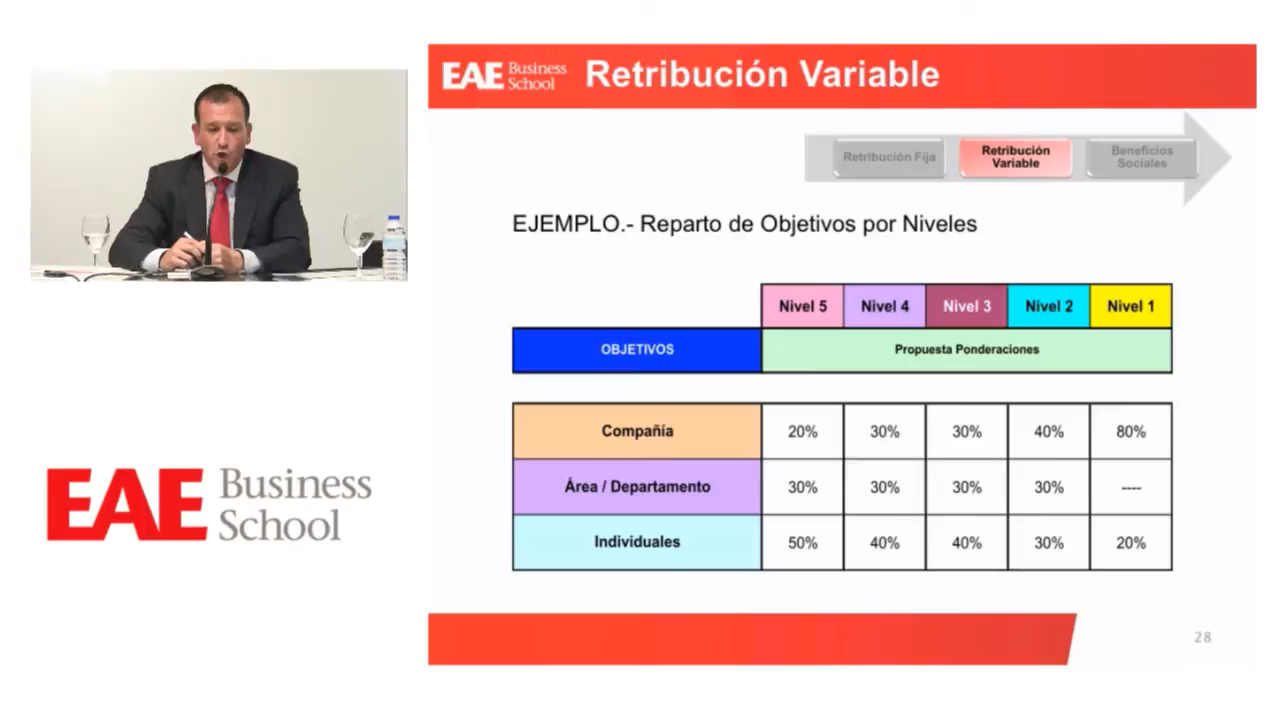 EAE Business School
Retribución Variable
Retribución Fija
Retribución Variable
Beneficios Sociales
EJEMPLO.- Reparto de Objetivos por Niveles
Nivel 5 Nivel 4 Nivel 3 Nivel 2 Nivel 1
OBJETIVOS Propuesta Ponderaciones
Compañía 20% 30% 30% 40% 80%
Área / Departamento 30% 30% 30% 30% ----
Individuales 50% 40% 40% 30% 20%
28
EAE Business School